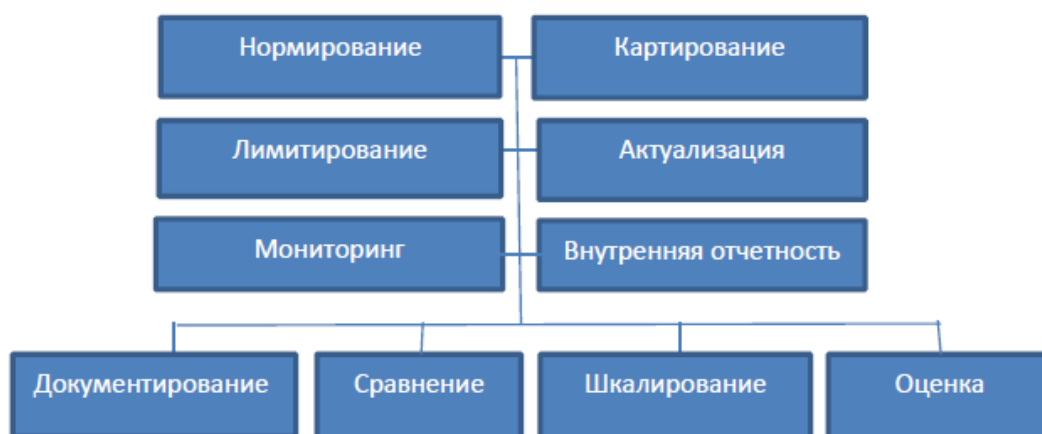 Нормирование
Картирование
Лимитирование
Актуализация
Мониторинг
Внутренняя отчетность
Документирование
Сравнение
Шкалирование
Оценка